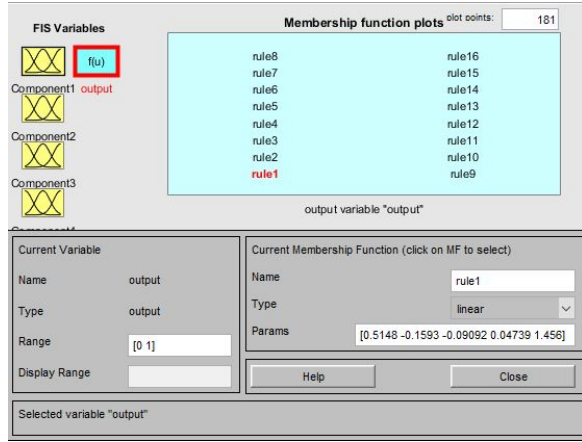 FIS Variables
Membership function plots
plot points:
181
f(u)
Component1
output
Component2
Component3
rule8
rule7
rule6
rule5
rule4
rule3
rule2
rule1
rule16
rule15
rule14
rule13
rule12
rule11
rule10
rule9
output variable "output"
Current Variable
Name output
Type output
Range [0 1]
Display Range
Current Membership Function (click on MF to select)
Name rule1
Type linear
Params [0.5148 -0.1593 -0.09092 0.04739 1.456]
Help
Close
Selected variable "output"